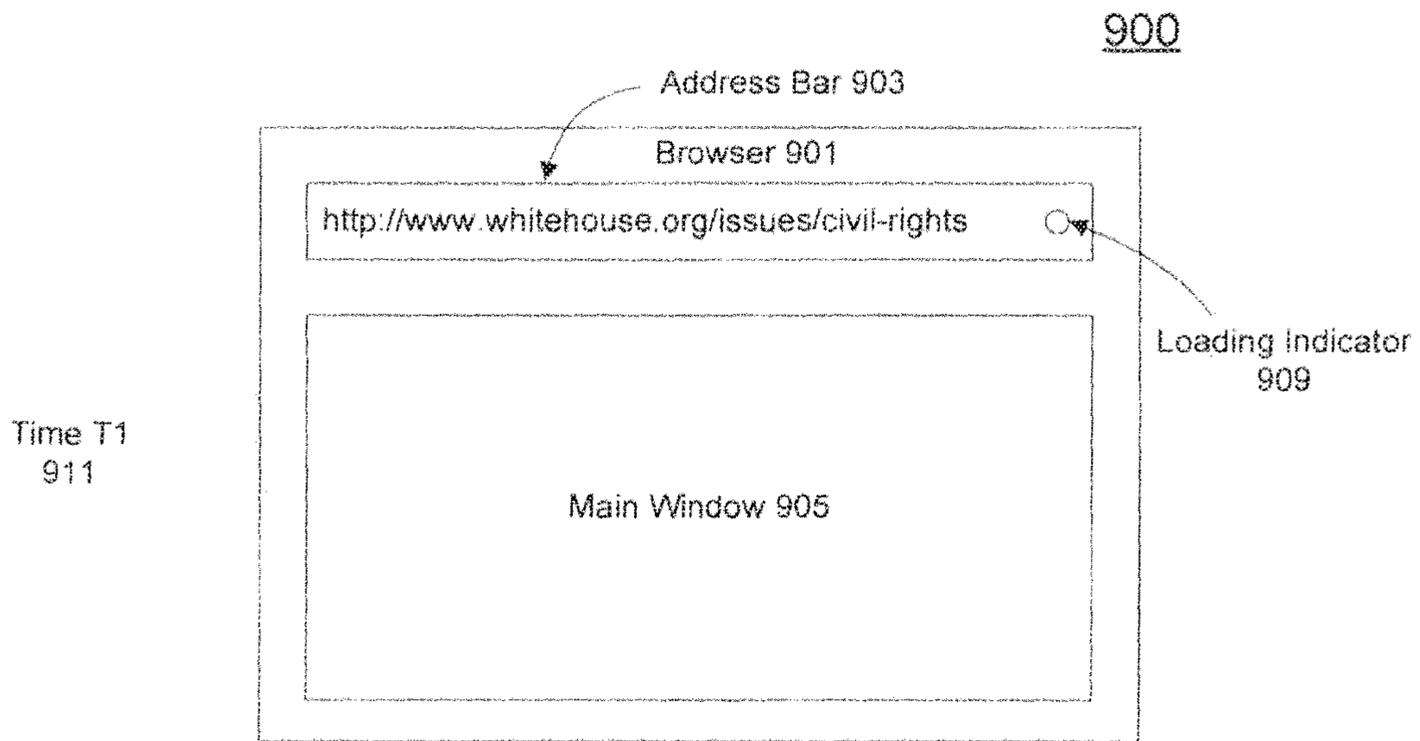 900
Address Bar 903
Browser 901
http://www.whitehouse.org/issues/civil-rights
Loading Indicator
909
Time T1
911
Main Window 905